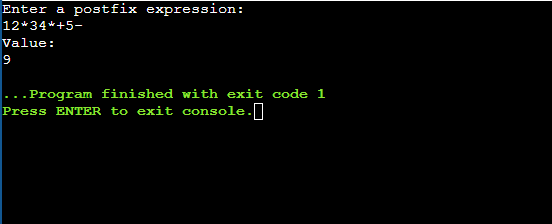 Enter a postfix expression:
12*34*+5-
Value:
9
...Program finished with exit code 1
Press ENTER to exit console.